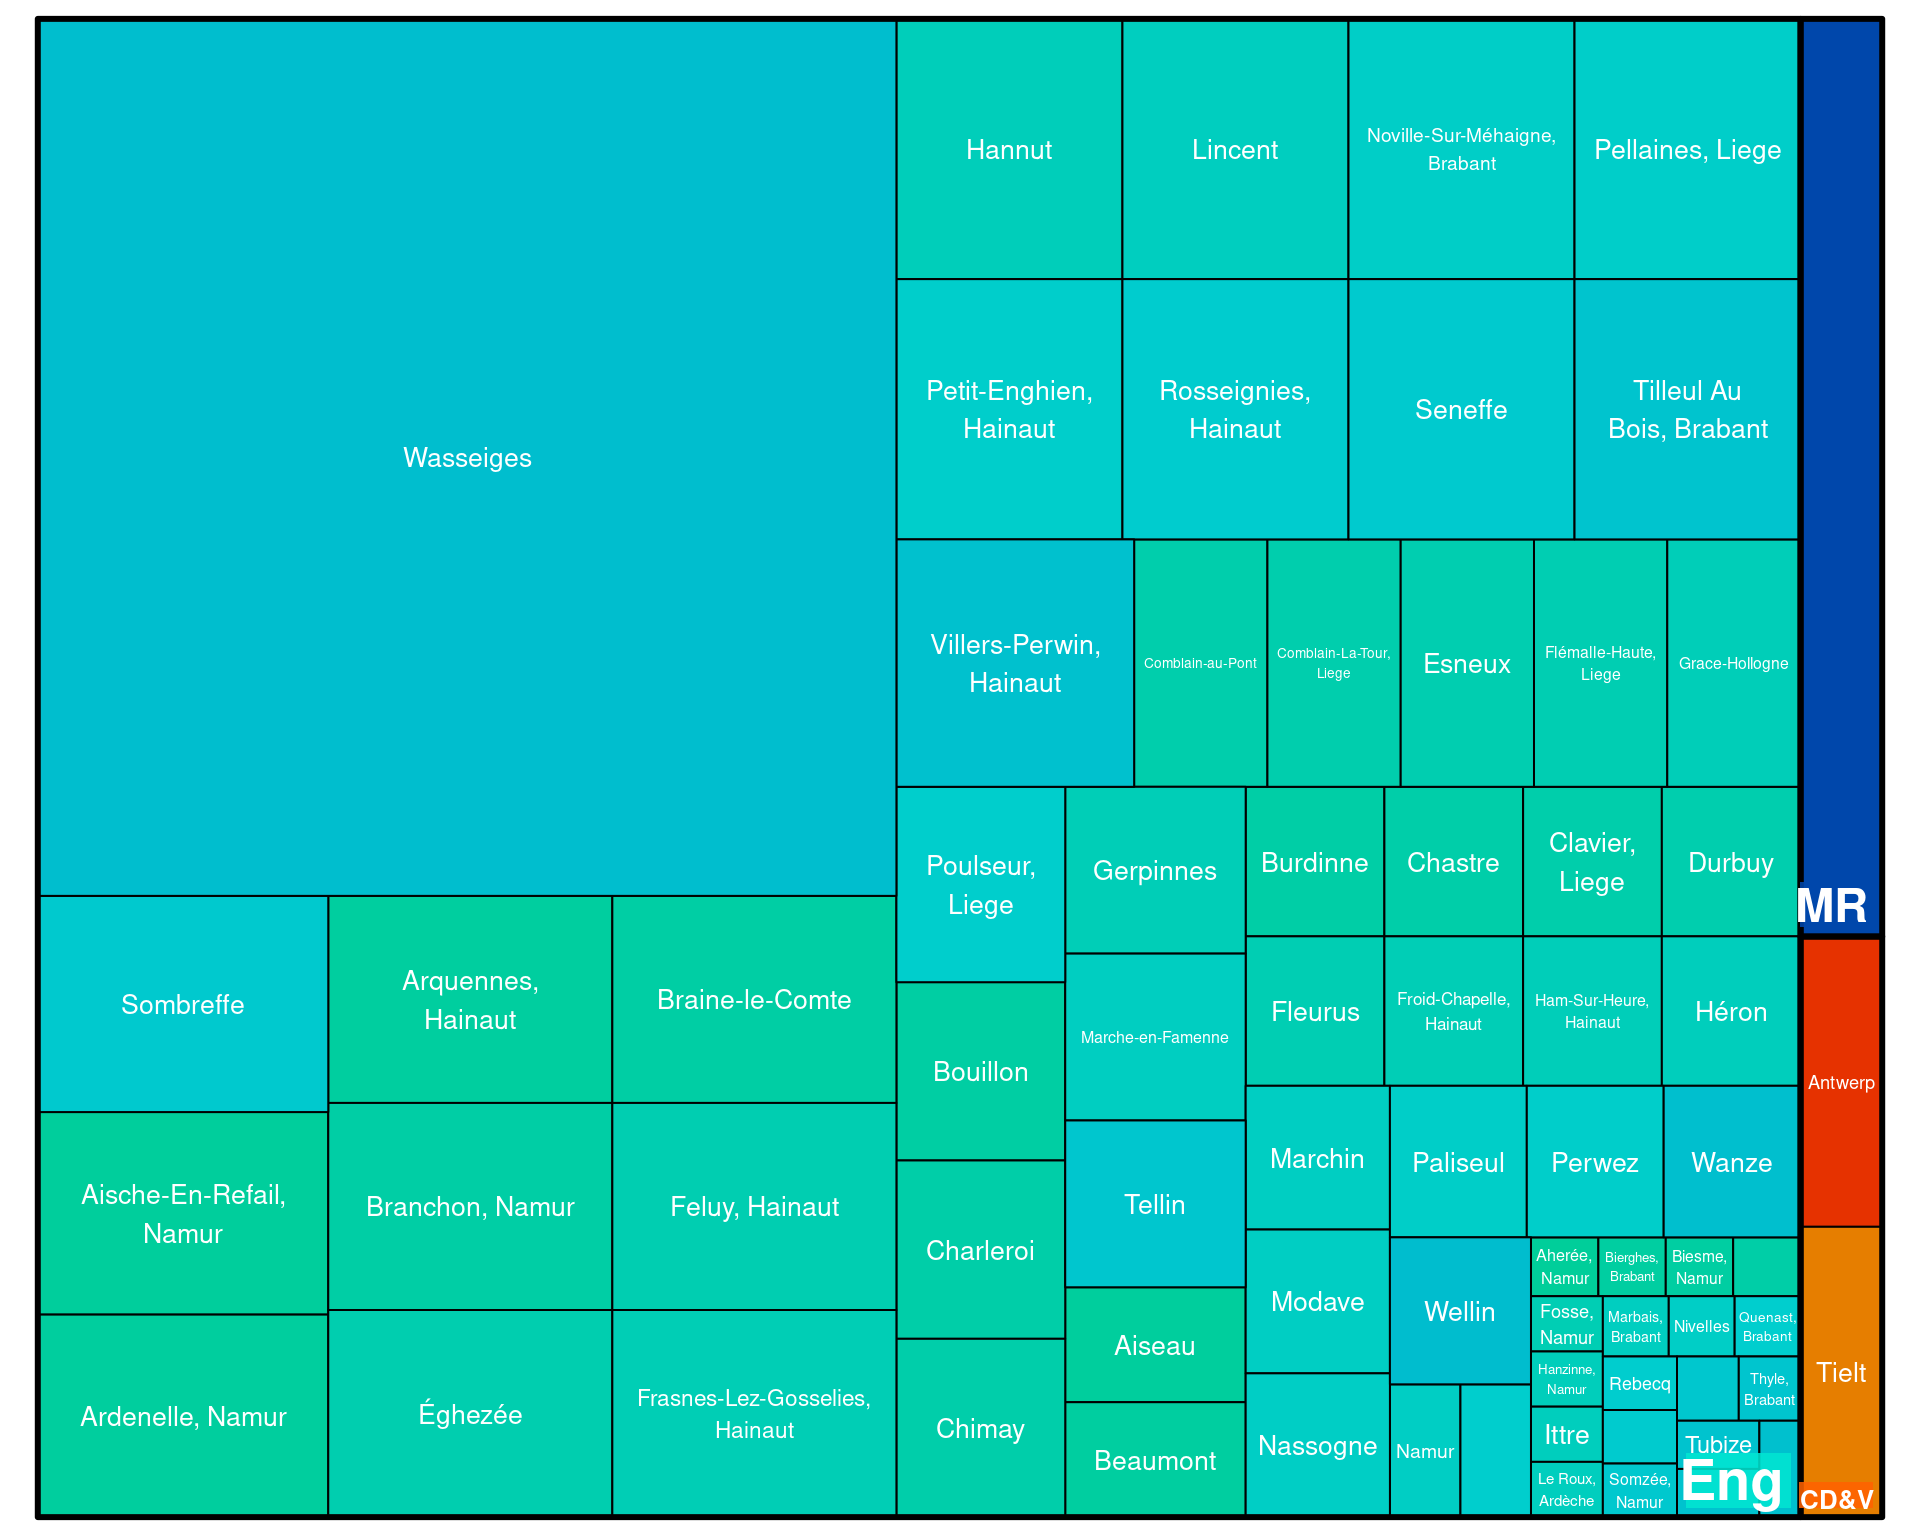 Wasseiges
Hannut
Lincent
Noville-Sur-Méhaigne,
Brabant
Pellaines, Liege
Petit-Enghien,
Hainaut
Rosseignies,
Hainaut
Seneffe
Tilleul Au
Bois, Brabant
Villers-Perwin,
Hainaut
Comblain-au-Pont
Comblain-La-Tour,
Liege
Esneux
Flémalle-Haute,
Liege
Grace-Hollogne
Poulseur,
Liege
Gerpinnes
Burdinne
Chastre
Clavier,
Liege
Durbuy
MR
Sombreffe
Arquennes,
Hainaut
Braine-le-Comte
Bouillon
Marche-en-Famenne
Fleurus
Froid-Chapelle,
Hainaut
Ham-Sur-Heure,
Hainaut
Héron
Antwerp
Aische-En-Refail,
Namur
Branchon, Namur
Feluy, Hainaut
Charleroi
Tellin
Marchin
Paliseul
Perwez
Wanze
Modave
Wellin
Aherée,
Namur
Bierghes,
Brabant
Biesme,
Namur
Fosse,
Namur
Marbais,
Brabant
Nivelles
Quenast,
Brabant
Hanzinne,
Namur
Rebecq
Thyle,
Brabant
Ardenelle, Namur
Éghezée
Frasnes-Lez-Gosselies,
Hainaut
Chimay
Aiseau
Beaumont
Nassogne
Namur
Ittre
Le Roux,
Ardèche
Somzée,
Namur
Tubize
Eng
Tielt
CD&V